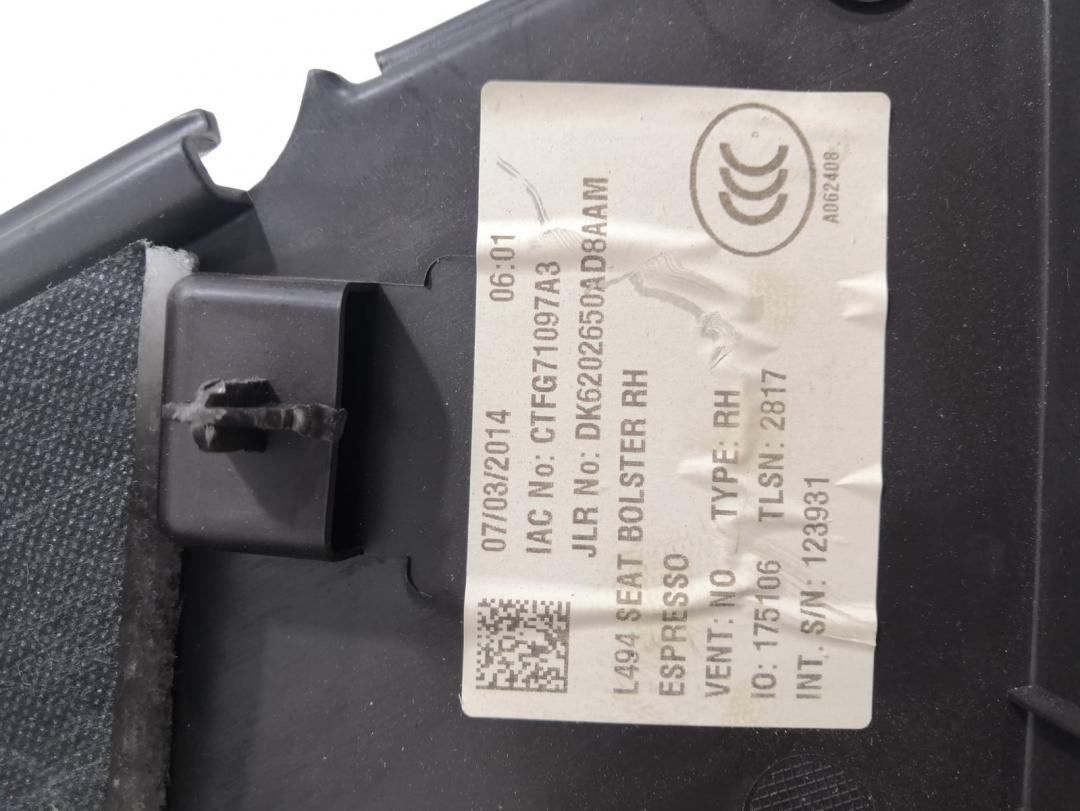 07/03/2014 06:01
IAC No: CTFG71097A3
JLR No: DK6202650AD8AAM
L494 SEAT BOLSTER RH
ESPRESSO
VENT: NO TYPE: RH
IO: 175106 TLSN: 2817
INT. S/N: 123931
CCC
A062408